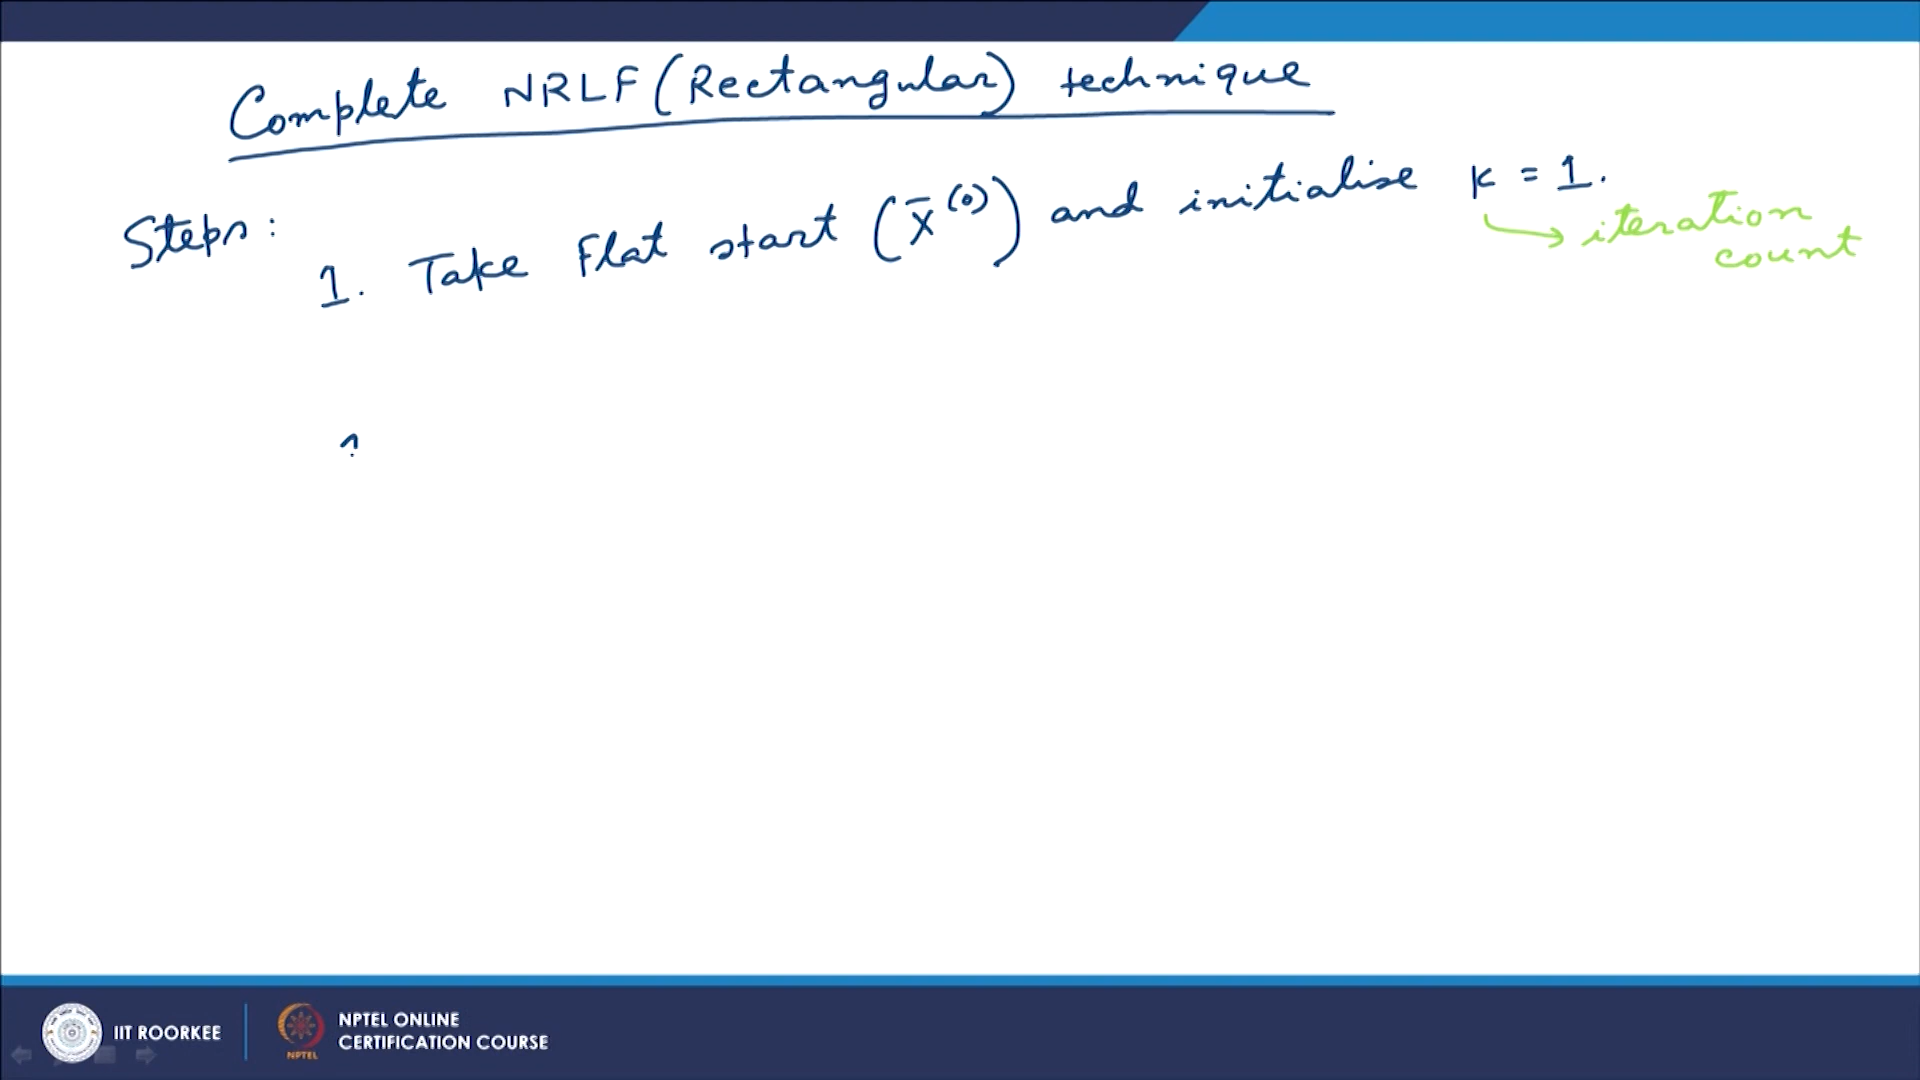 Complete NRLF (Rectangular) technique
Steps:
1. Take Flat start (x̄^(0)) and initialise k = 1.
iteration
count
IIT ROORKEE
NPTEL
NPTEL ONLINE
CERTIFICATION COURSE